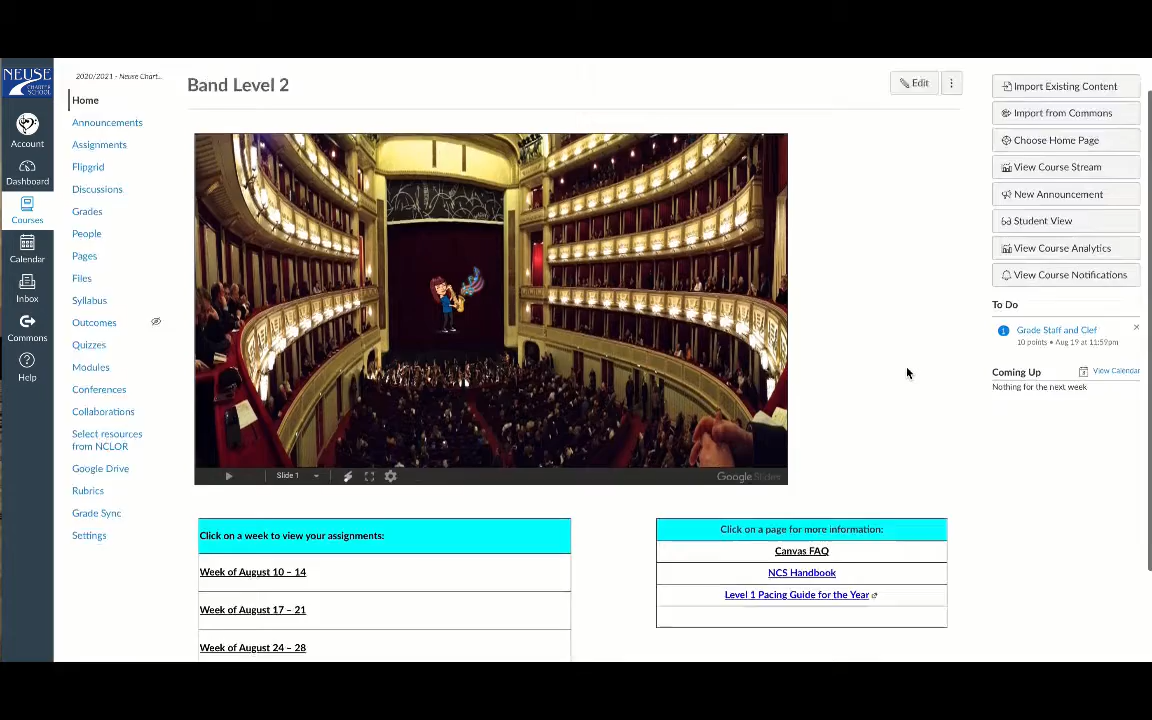 NEUSE
CHARTER
SCHOOL
Account
Dashboard
Courses
Calendar
Inbox
Commons
Help
2020/2021 - Neuse Chart...
Home
Announcements
Assignments
Flipgrid
Discussions
Grades
People
Pages
Files
Syllabus
Outcomes
Quizzes
Modules
Conferences
Collaborations
Select resources
from NCLOR
Google Drive
Rubrics
Grade Sync
Settings
Band Level 2
Edit
Slide 1
Google Slides
Click on a week to view your assignments:
Week of August 10 – 14
Week of August 17 – 21
Week of August 24 – 28
Click on a page for more information:
Canvas FAQ
NCS Handbook
Level 1 Pacing Guide for the Year
Import Existing Content
Import from Commons
Choose Home Page
View Course Stream
New Announcement
Student View
View Course Analytics
View Course Notifications
To Do
1
Grade Staff and Clef
10 points • Aug 19 at 11:59pm
Coming Up
View Calendar
Nothing for the next week